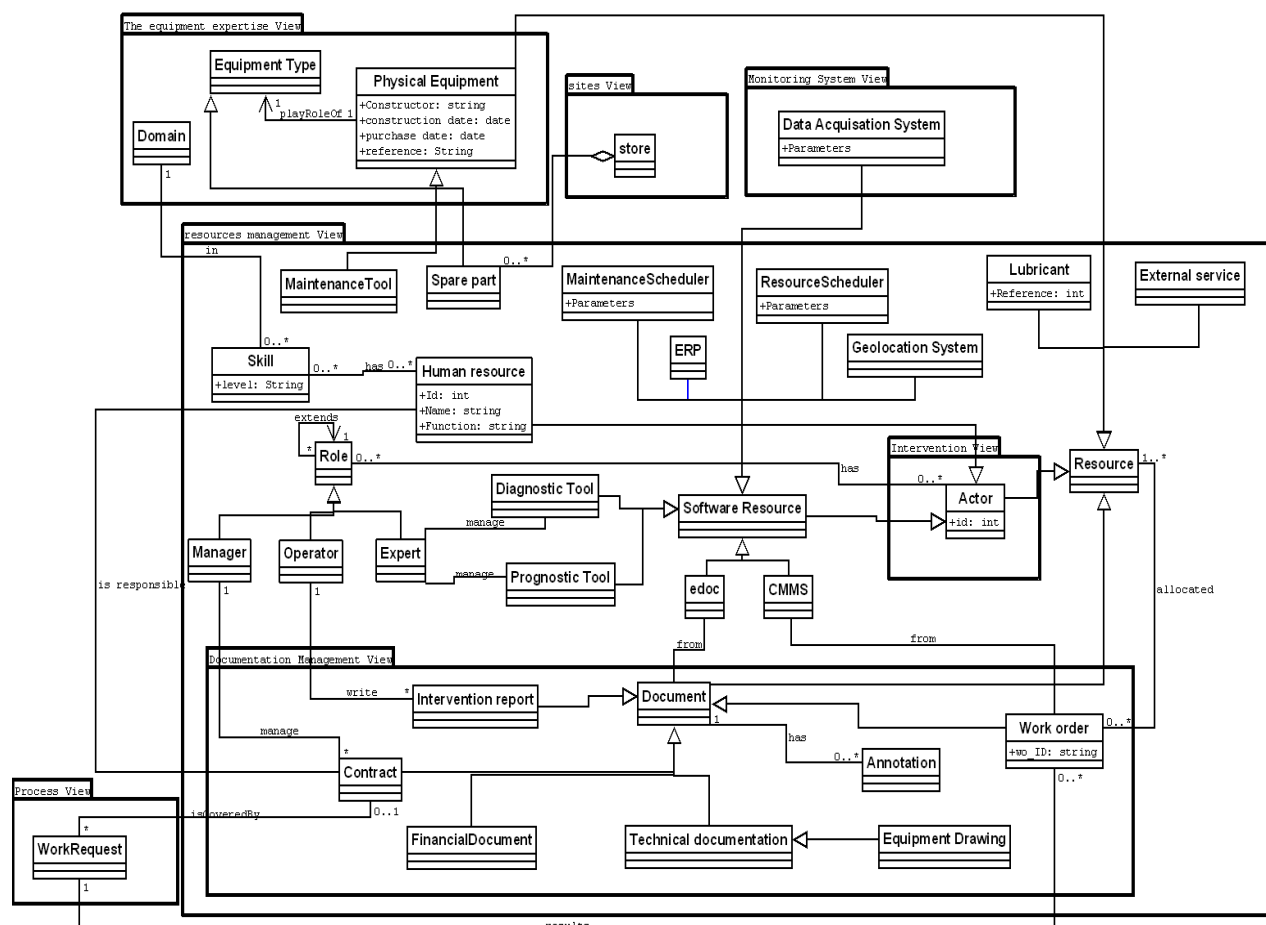 The equipment expertise View
Equipment Type
Physical Equipment
+Constructor: string
+construction date: date
+purchase date: date
+reference: String
1
playRoleOf
1
Domain
1
sites View
store
Monitoring System View
Data Acquisation System
+Parameters
resources management View
in
MaintenanceTool
Spare part
0..*
MaintenanceScheduler
+Parameters
ResourceScheduler
+Parameters
Lubricant
+Reference: int
External service
ERP
Geolocation System
0..*
Skill
+level: String
0..*
has
0..*
Human resource
+Id: int
+Name: string
+Function: string
extends
1
*
Role
0..*
has
Intervention View
0..*
Actor
+id: int
Resource
1..*
Diagnostic Tool
manage
Software Resource
Manager
1
Operator
1
Expert
manage
Prognostic Tool
is responsible
edoc
CMMS
allocated
from
from
Documentation Management View
write
*
Intervention report
Document
1
has
0..*
Annotation
Work order
+wo_ID: string
0..*
0..*
manage
*
Contract
0..1
isCoveredBy
Process View
*
WorkRequest
1
FinancialDocument
Technical documentation
Equipment Drawing
results